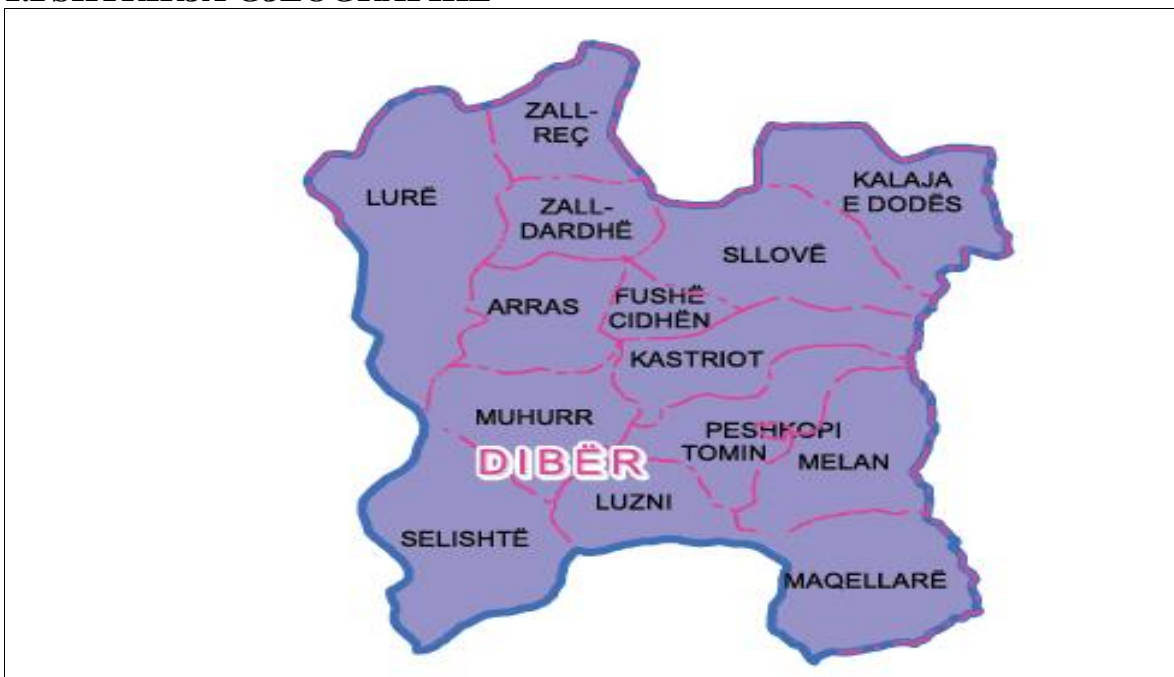 ZALL-
REÇ
KALAJA
E DODËS
LURË
ZALL-
DARDHË
SLLOVË
ARRAS
FUSHË
CIDHËN
KASTRIOT
MUHURR
PESHKOPI
TOMIN
MELAN
DIBËR
LUZNI
SELISHTË
MAQELLARË